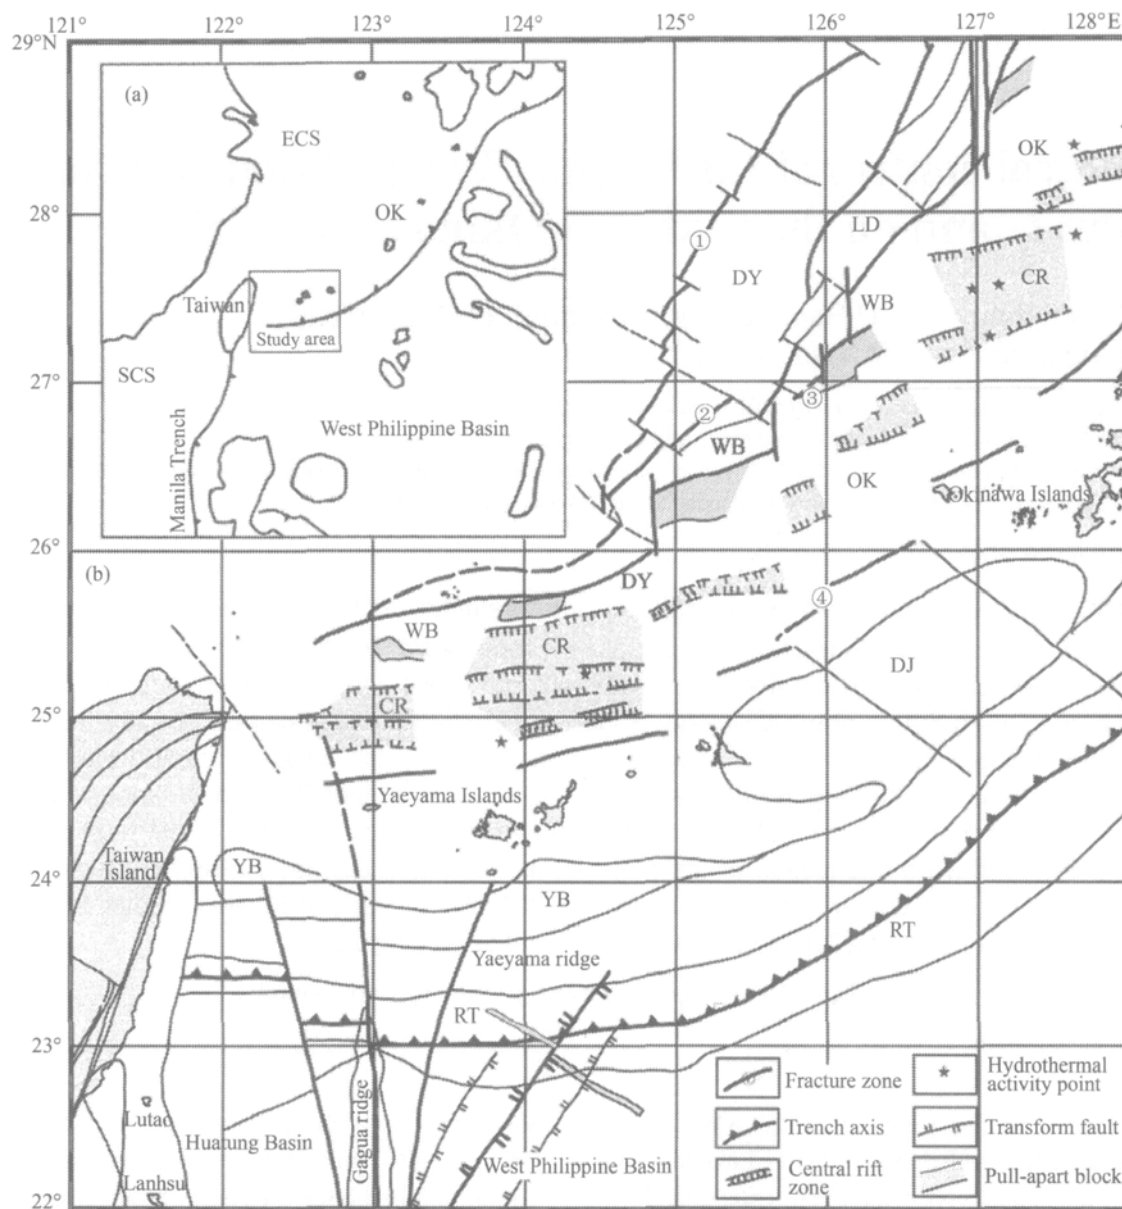 121° 122° 123° 124° 125° 126° 127° 128°E
29°N
(a)
ECS
OK
OK
28°
①
LD
DY
CR
Taiwan
WB
Study area
SCS
27°
③
②
West Philippine Basin
WB
OK
Manila Trench
Okinawa Islands
26°
(b)
DY
④
WB
CR
DJ
CR
25°
Yaeyama Islands
Taiwan
Island
24°
YB
YB
RT
Yaeyama ridge
RT
23°
Fracture zone
Hydrothermal
activity point
Lutao
Huatung Basin
Gagua ridge
West Philippine Basin
Trench axis
Transform fault
Lanhsu
Central rift
zone
Pull-apart block
22°